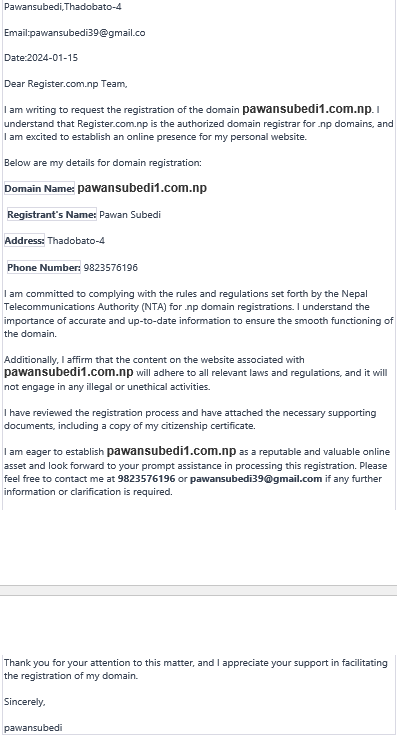 Pawansubedi,Thadobato-4
Email:pawansubedi39@gmail.co
Date:2024-01-15
Dear Register.com.np Team,
I am writing to request the registration of the domain pawansubedi1.com.np. I
understand that Register.com.np is the authorized domain registrar for .np domains, and
I am excited to establish an online presence for my personal website.
Below are my details for domain registration:
Domain Name: pawansubedi1.com.np
Registrant's Name: Pawan Subedi
Address: Thadobato-4
Phone Number: 9823576196
I am committed to complying with the rules and regulations set forth by the Nepal
Telecommunications Authority (NTA) for .np domain registrations. I understand the
importance of accurate and up-to-date information to ensure the smooth functioning of
the domain.
Additionally, I affirm that the content on the website associated with
pawansubedi1.com.np will adhere to all relevant laws and regulations, and it will
not engage in any illegal or unethical activities.
I have reviewed the registration process and have attached the necessary supporting
documents, including a copy of my citizenship certificate.
I am eager to establish pawansubedi1.com.np as a reputable and valuable online
asset and look forward to your prompt assistance in processing this registration. Please
feel free to contact me at 9823576196 or pawansubedi39@gmail.com if any further
information or clarification is required.
Thank you for your attention to this matter, and I appreciate your support in facilitating
the registration of my domain.
Sincerely,
pawansubedi